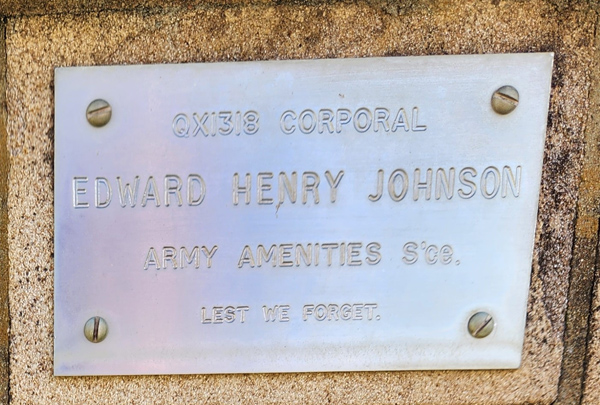 QX1318 CORPORAL
EDWARD HENRY JOHNSON
ARMY AMENITIES S'ce.
LEST WE FORGET.